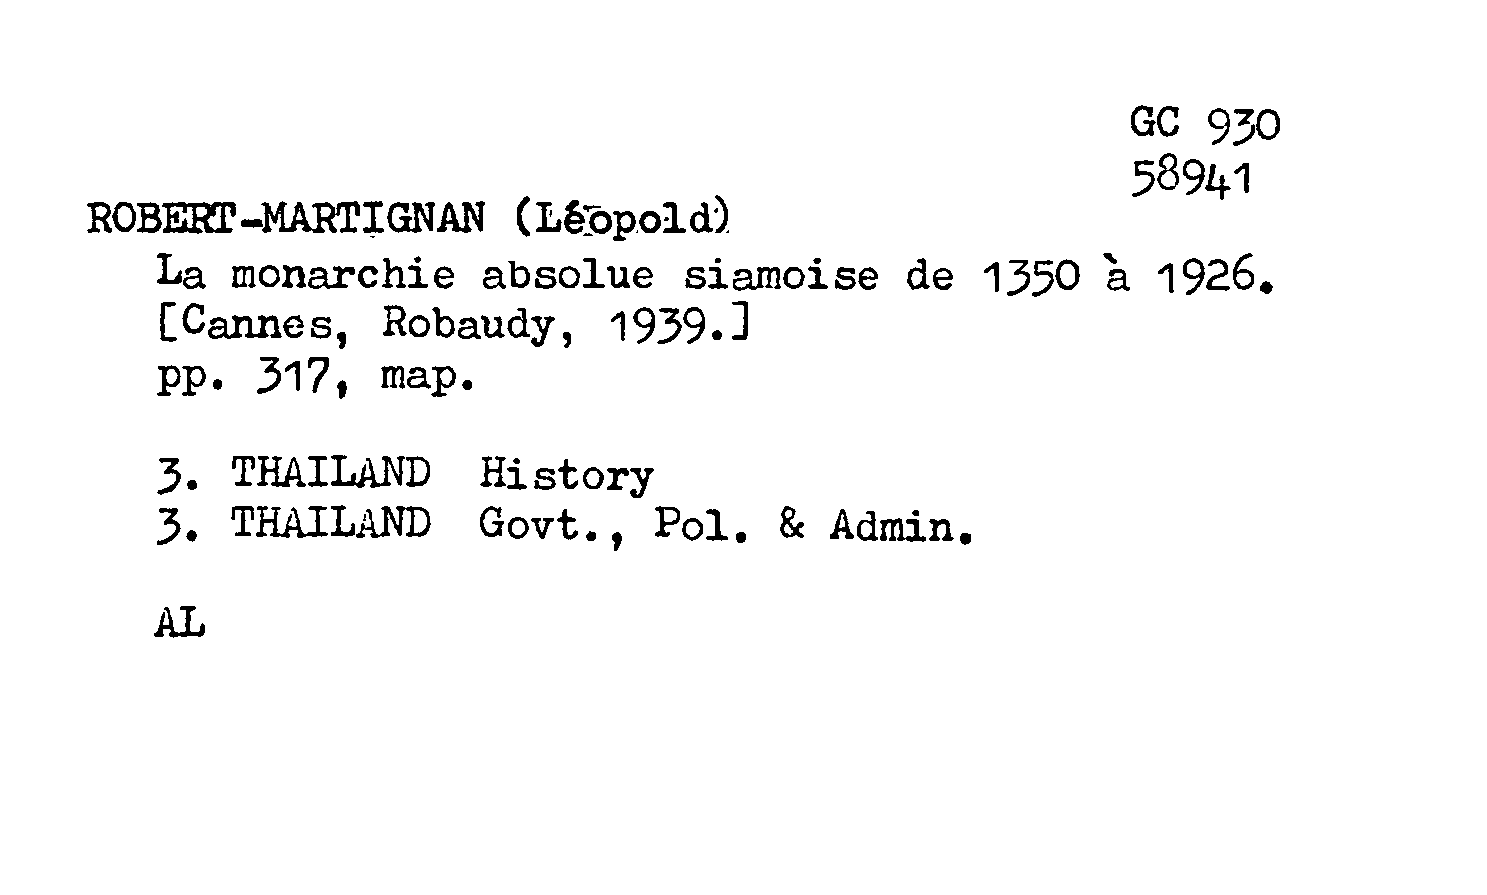 GC 930
58941
ROBERT-MARTIGNAN (Léopold)
La monarchie absolue siamoise de 1350 à 1926.
[Cannes, Robaudy, 1939.]
pp. 317, map.
3. THAILAND History
3. THAILAND Govt., Pol. & Admin.
AL